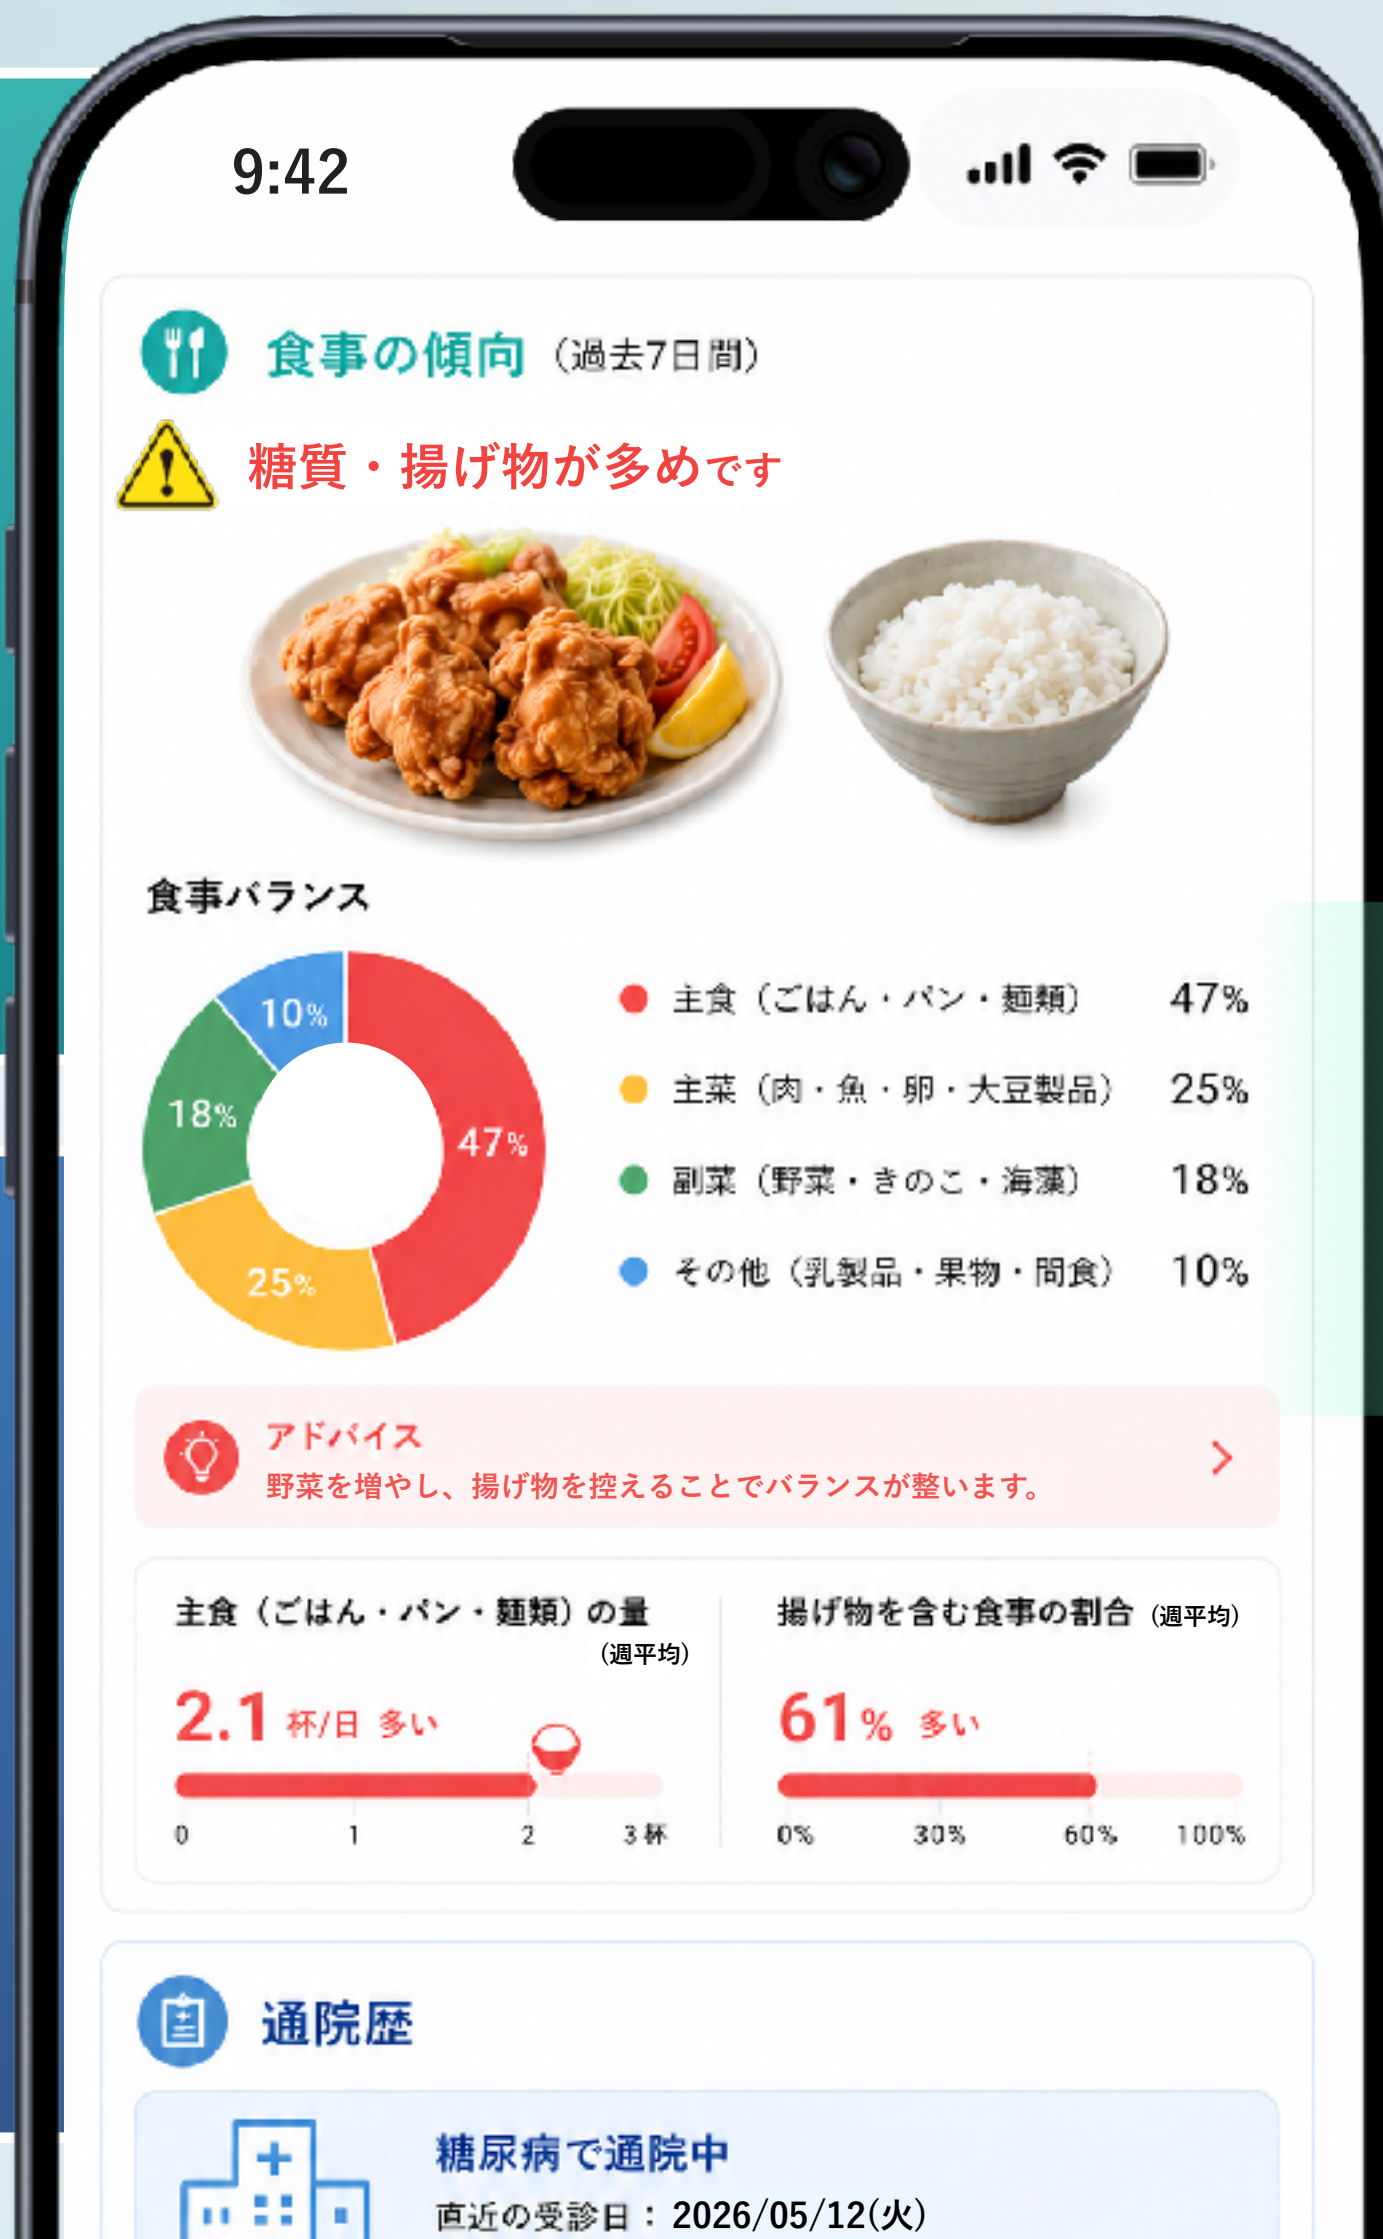 9:42
食事の傾向 (過去7日間)
糖質・揚げ物が多めです
食事バランス
10%
18%
47%
25%
主食（ごはん・パン・麺類） 47%
主菜（肉・魚・卵・大豆製品） 25%
副菜（野菜・きのこ・海藻） 18%
その他（乳製品・果物・間食） 10%
アドバイス
野菜を増やし、揚げ物を控えることでバランスが整います。
主食（ごはん・パン・麺類）の量
(週平均)
2.1 杯/日 多い
0 1 2 3杯
揚げ物を含む食事の割合 (週平均)
61% 多い
0% 30% 60% 100%
通院歴
糖尿病で通院中
直近の受診日：2026/05/12(火)